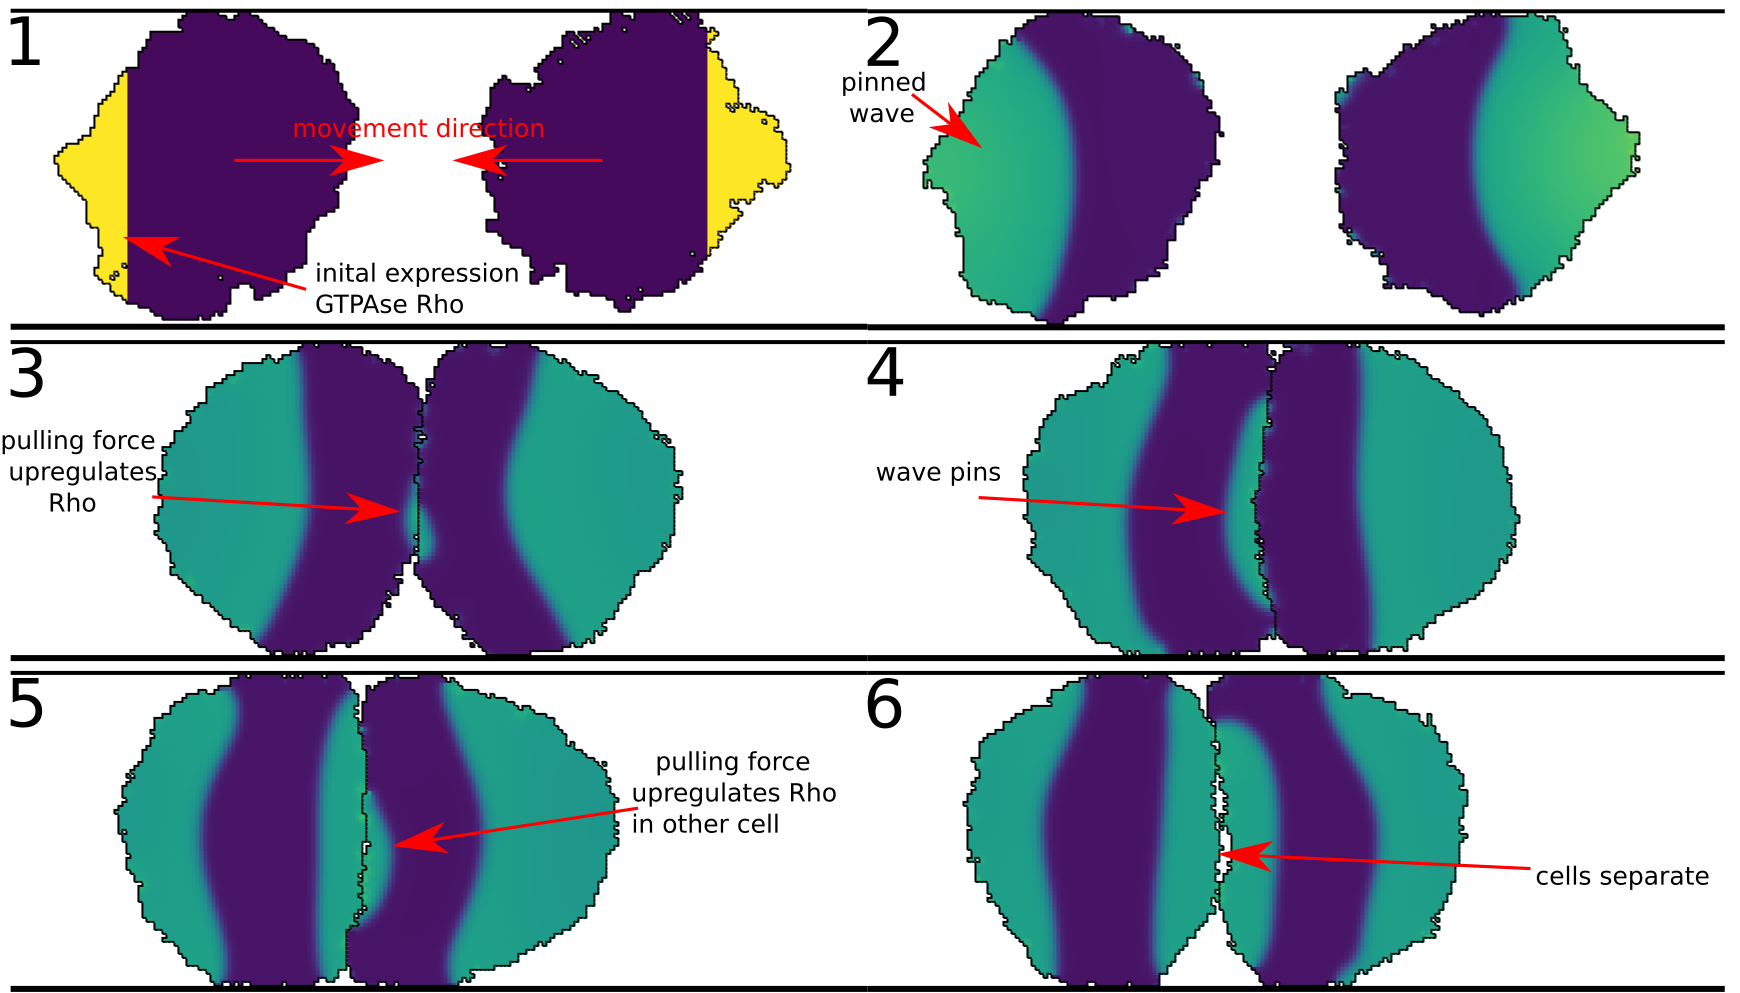 1
movement direction
inital expression
GTPAse Rho
2
pinned
wave
3
pulling force
upregulates
Rho
4
wave pins
5
pulling force
upregulates Rho
in other cell
6
cells separate